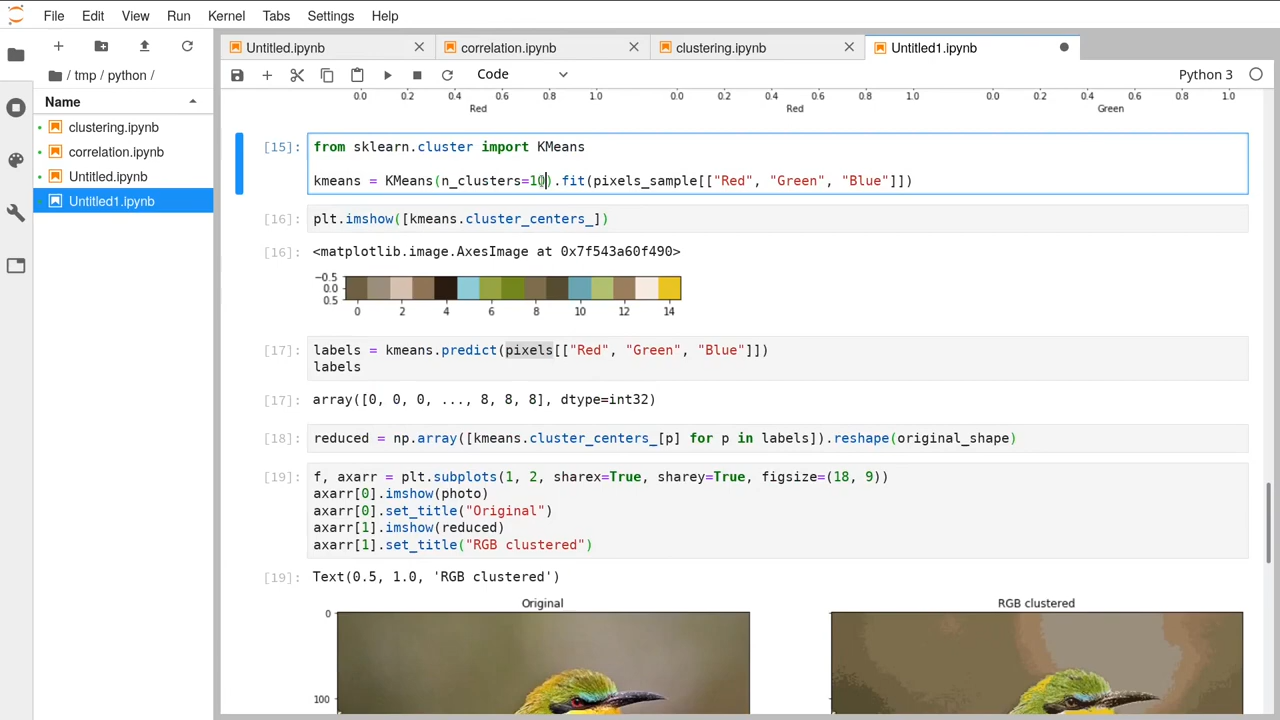 File Edit View Run Kernel Tabs Settings Help
Untitled.ipynb correlation.ipynb clustering.ipynb Untitled1.ipynb
/ tmp / python /
Code Python 3
Name
clustering.ipynb
correlation.ipynb
Untitled.ipynb
Untitled1.ipynb
0.0 0.2 0.4 0.6 0.8 1.0 0.0 0.2 0.4 0.6 0.8 1.0 0.0 0.2 0.4 0.6 0.8 1.0
Red Red Green
[15]: from sklearn.cluster import KMeans
kmeans = KMeans(n_clusters=10).fit(pixels_sample[["Red", "Green", "Blue"]])
[16]: plt.imshow([kmeans.cluster_centers_])
[16]: <matplotlib.image.AxesImage at 0x7f543a60f490>
−0.5
0.0
0.5
0 2 4 6 8 10 12 14
[17]: labels = kmeans.predict(pixels[["Red", "Green", "Blue"]])
labels
[17]: array([0, 0, 0, ..., 8, 8, 8], dtype=int32)
[18]: reduced = np.array([kmeans.cluster_centers_[p] for p in labels]).reshape(original_shape)
[19]: f, axarr = plt.subplots(1, 2, sharex=True, sharey=True, figsize=(18, 9))
axarr[0].imshow(photo)
axarr[0].set_title("Original")
axarr[1].imshow(reduced)
axarr[1].set_title("RGB clustered")
[19]: Text(0.5, 1.0, 'RGB clustered')
Original RGB clustered
0
100